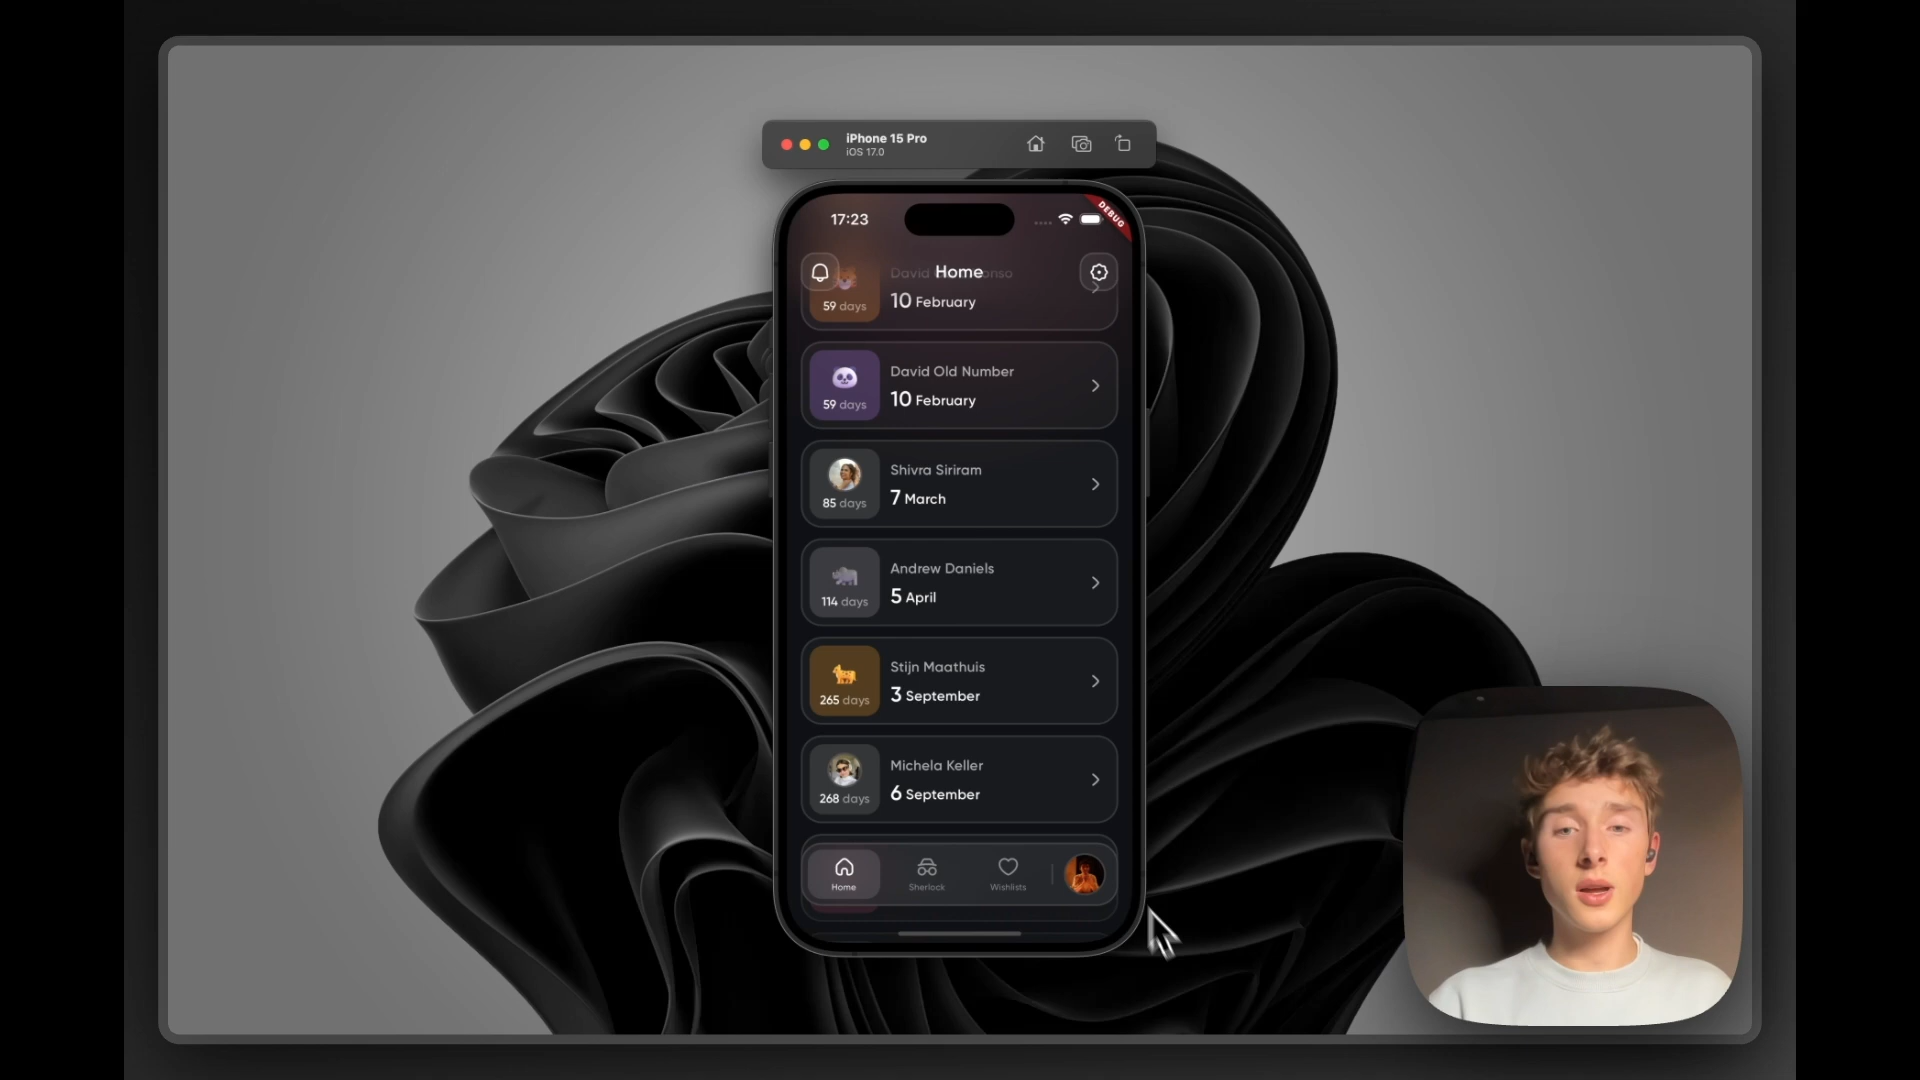 iPhone 15 Pro
iOS 17.0
17:23
DEBUG
Home
59 days
10 February
David Old Number
59 days
10 February
Shivra Siriram
85 days
7 March
Andrew Daniels
114 days
5 April
Stijn Maathuis
265 days
3 September
Michela Keller
268 days
6 September
Home
Sherlock
Wishlists